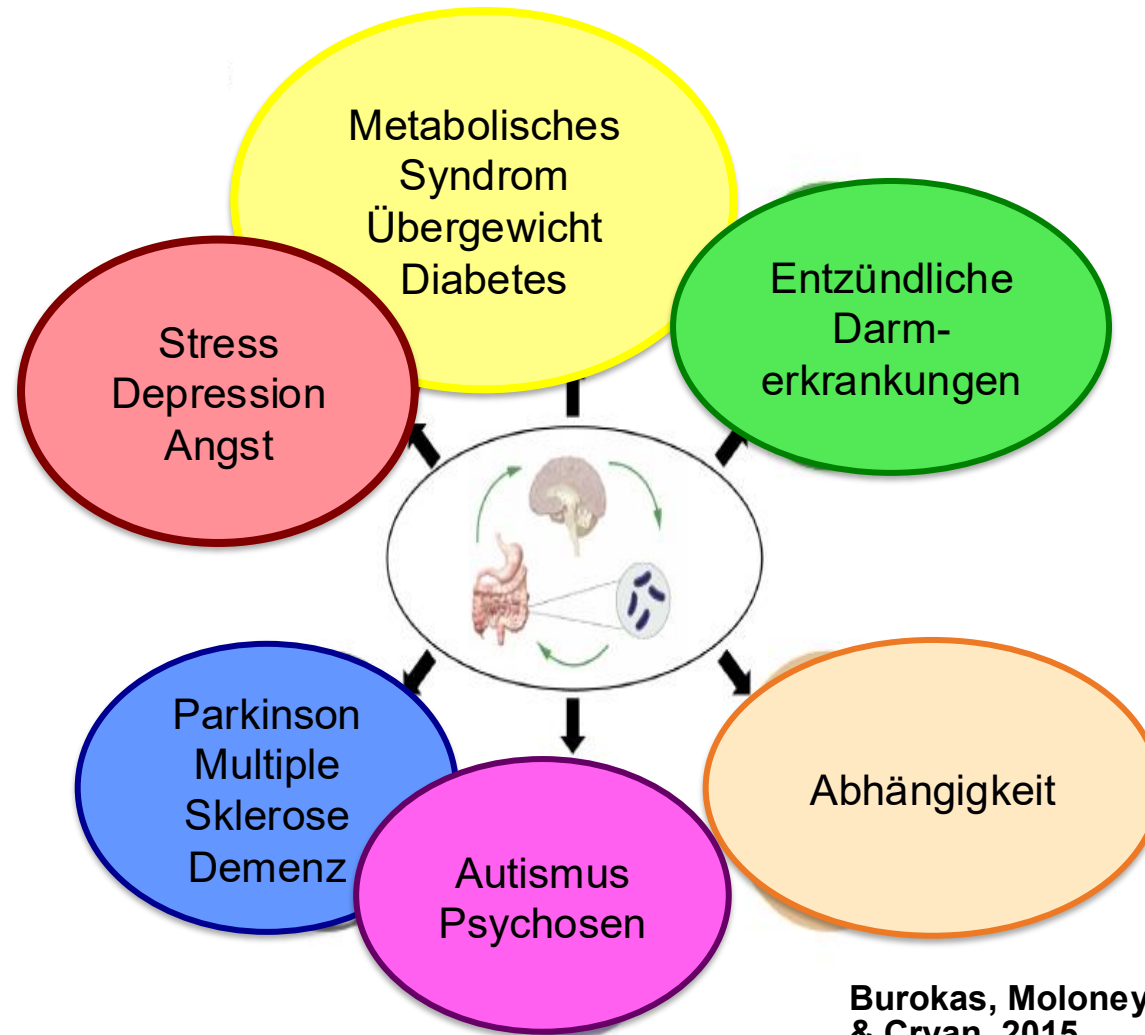 Metabolisches
Syndrom
Übergewicht
Diabetes
Entzündliche
Darm-
erkrankungen
Stress
Depression
Angst
Parkinson
Multiple
Sklerose
Demenz
Autismus
Psychosen
Abhängigkeit
Burokas, Moloney
& Cryan, 2015